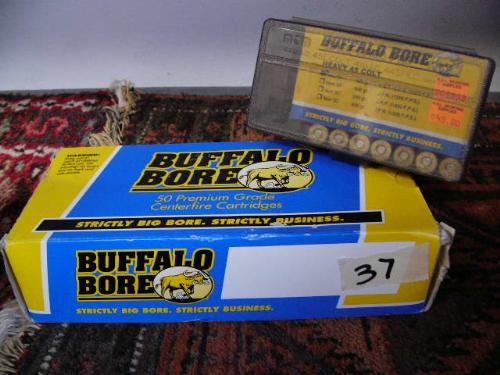 BUFFALO BORE
HEAVY 45 COLT
STRICTLY BIG BORE. STRICTLY BUSINESS.
WARNING:
BUFFALO
BORE
50 Premium Grade
Centerfire Cartridges
STRICTLY BIG BORE. STRICTLY BUSINESS.
BUFFALO
BORE
37
STRICTLY BIG BORE. STRICTLY BUSINESS.